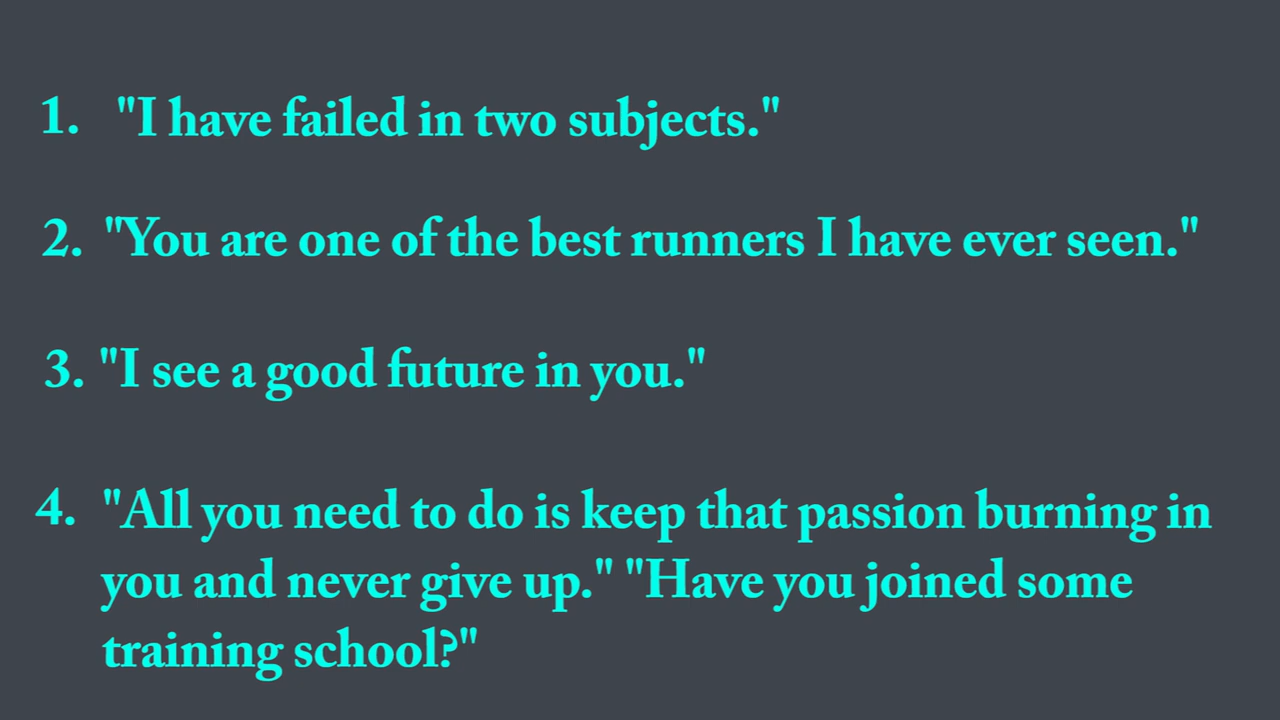 1. "I have failed in two subjects."
2. "You are one of the best runners I have ever seen."
3. "I see a good future in you."
4. "All you need to do is keep that passion burning in
you and never give up." "Have you joined some
training school?"